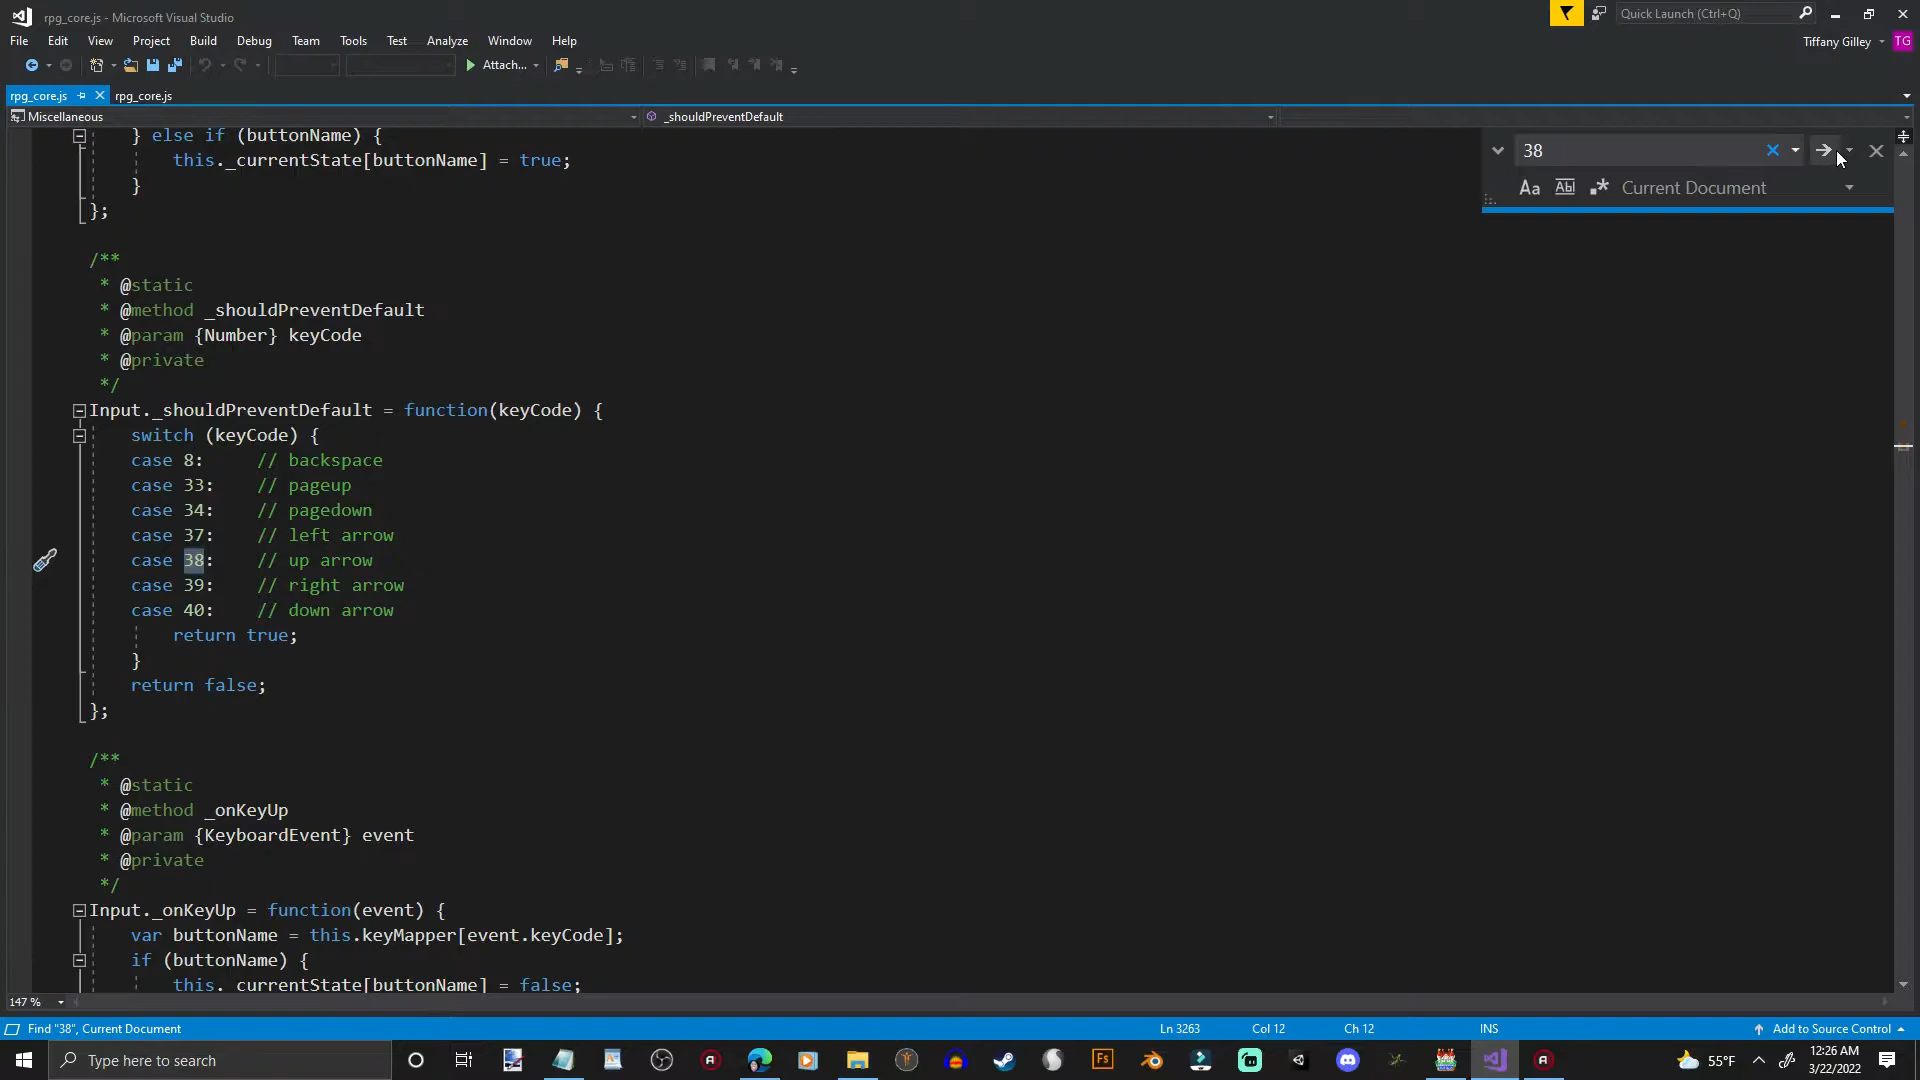 rpg_core.js - Microsoft Visual Studio
Quick Launch (Ctrl+Q)
File Edit View Project Build Debug Team Tools Test Analyze Window Help
Tiffany Gilley TG
Attach...
rpg_core.js rpg_core.js
Miscellaneous _shouldPreventDefault
} else if (buttonName) {
38
this._currentState[buttonName] = true;
}
Aa Abl Current Document
};
/**
* @static
* @method _shouldPreventDefault
* @param {Number} keyCode
* @private
*/
Input._shouldPreventDefault = function(keyCode) {
switch (keyCode) {
case 8: // backspace
case 33: // pageup
case 34: // pagedown
case 37: // left arrow
case 38: // up arrow
case 39: // right arrow
case 40: // down arrow
return true;
}
return false;
};
/**
* @static
* @method _onKeyUp
* @param {KeyboardEvent} event
* @private
*/
Input._onKeyUp = function(event) {
var buttonName = this.keyMapper[event.keyCode];
if (buttonName) {
this._currentState[buttonName] = false;
147 %
Find "38", Current Document Ln 3263 Col 12 Ch 12 INS Add to Source Control
Type here to search
Fs
55°F
12:26 AM
3/22/2022